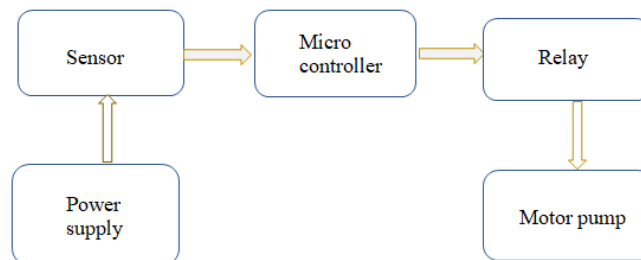 Sensor
Micro
controller
Relay
Power
supply
Motor pump